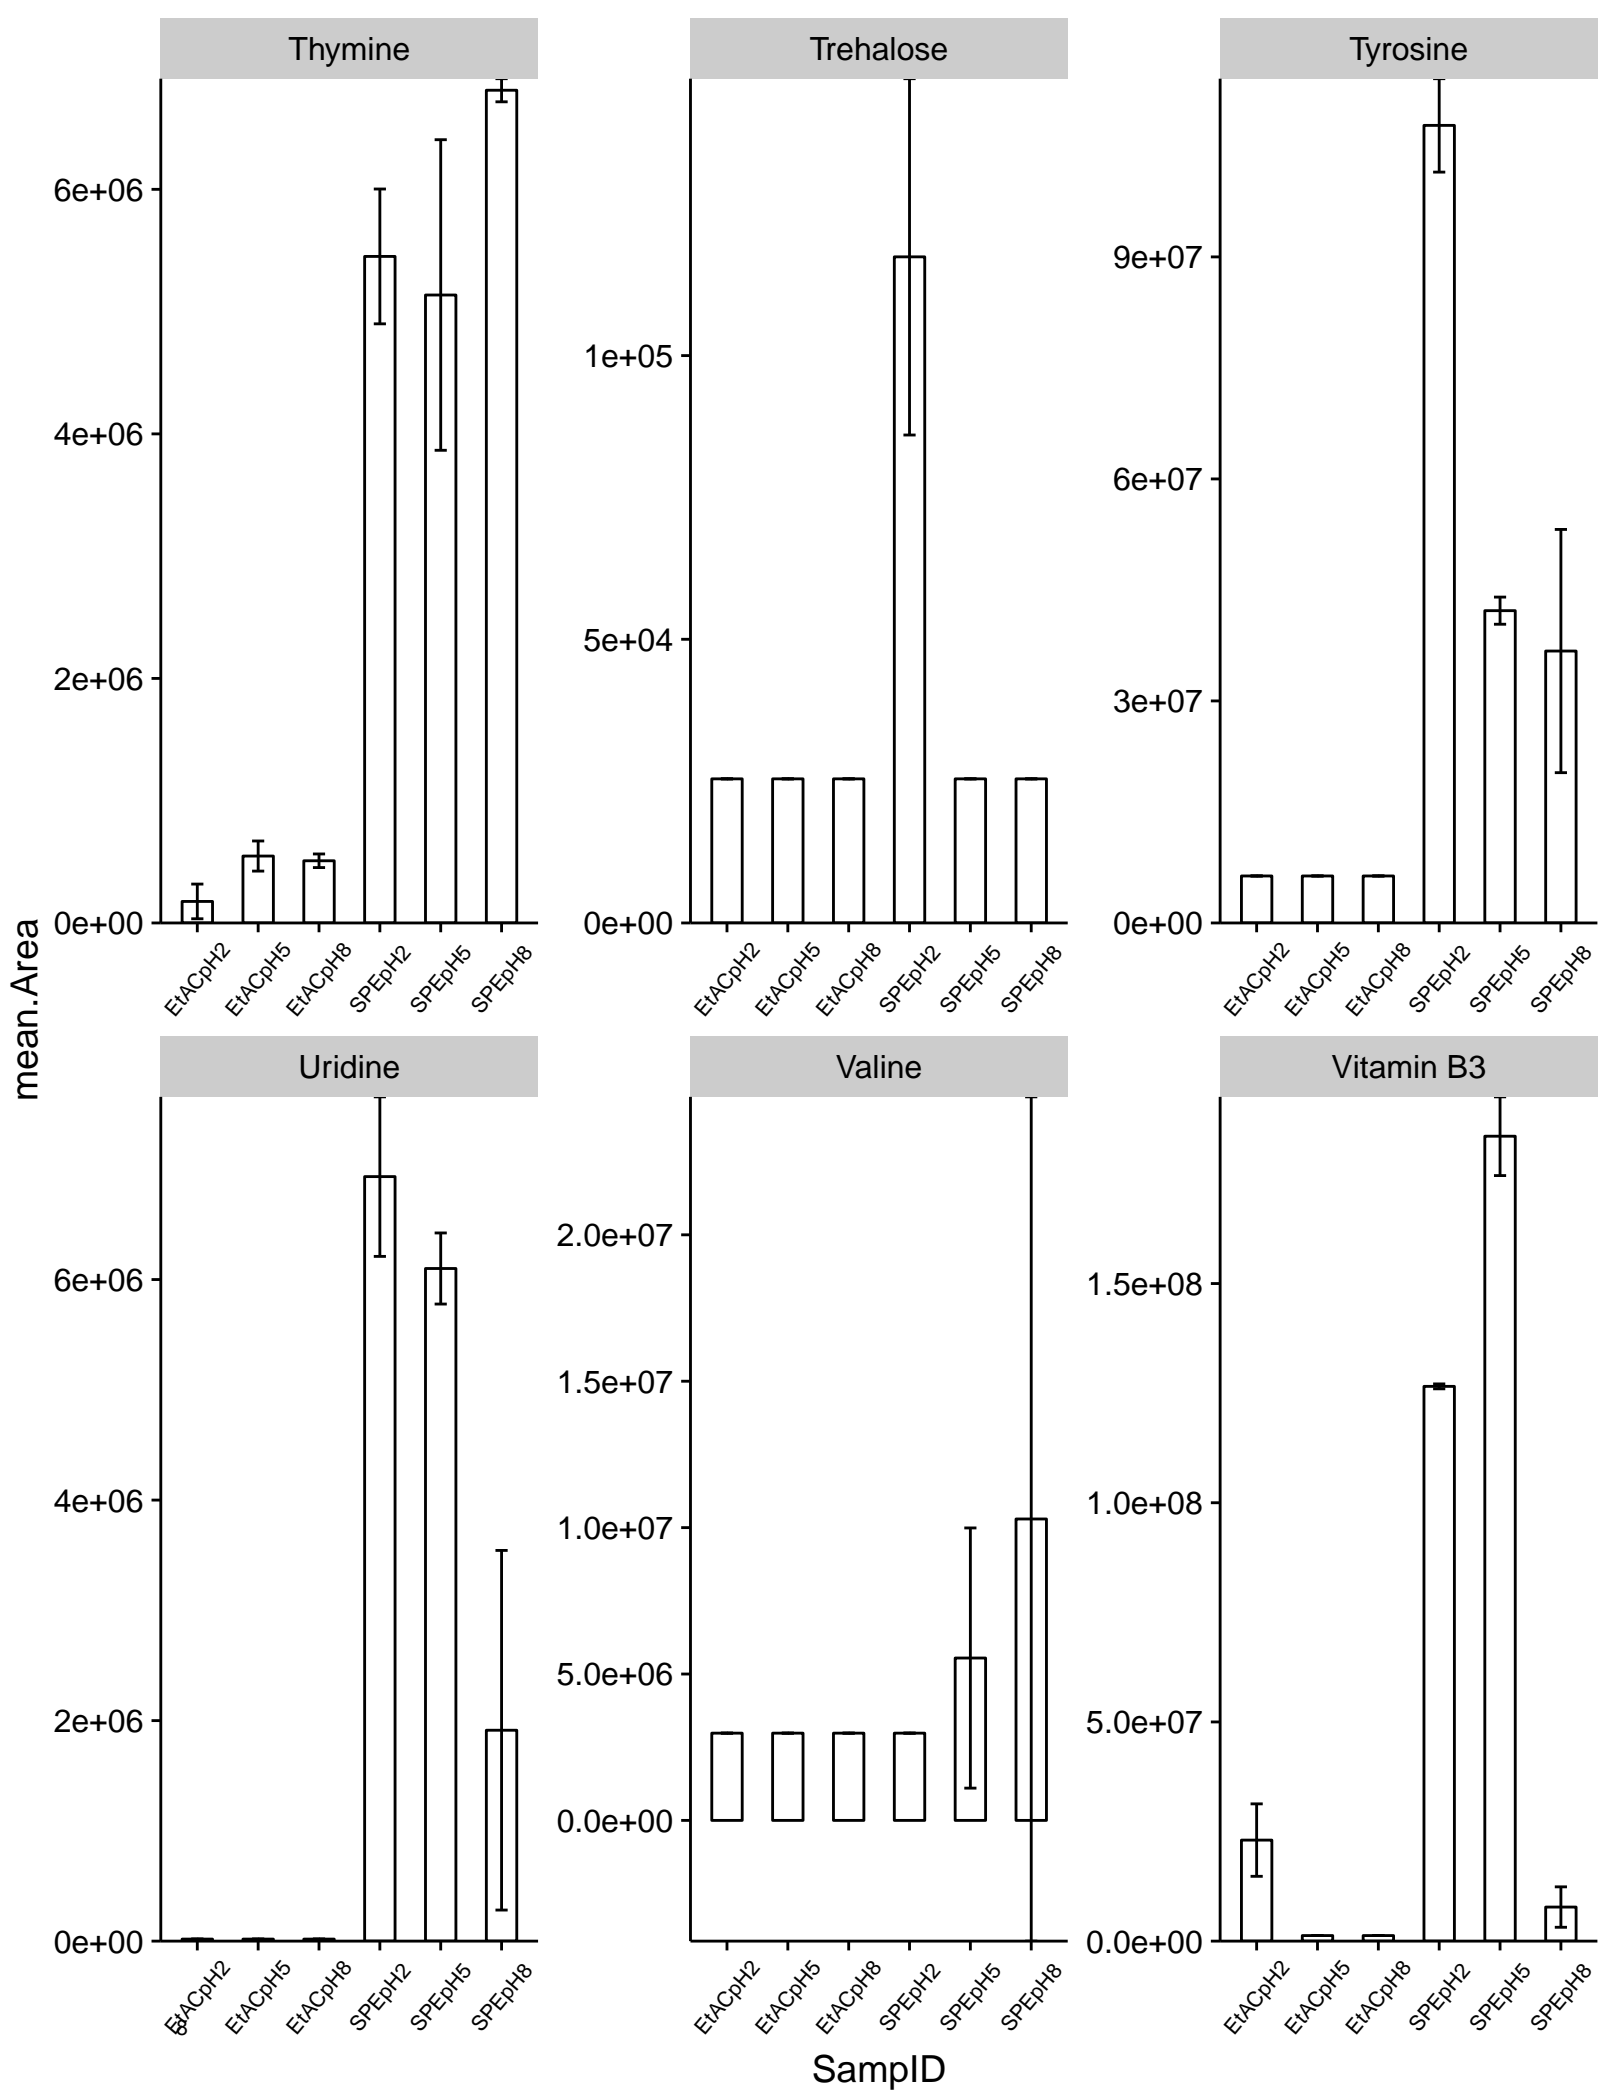 Thymine
Trehalose
Tyrosine
6e+06
4e+06
2e+06
0e+00
1e+05
5e+04
0e+00
9e+07
6e+07
3e+07
0e+00
EtACpH2
EtACpH5
EtACpH8
SPEpH2
SPEpH5
SPEpH8
EtACpH2
EtACpH5
EtACpH8
SPEpH2
SPEpH5
SPEpH8
EtACpH2
EtACpH5
EtACpH8
SPEpH2
SPEpH5
SPEpH8
mean.Area
Uridine
Valine
Vitamin B3
6e+06
4e+06
2e+06
0e+00
2.0e+07
1.5e+07
1.0e+07
5.0e+06
0.0e+00
1.5e+08
1.0e+08
5.0e+07
0.0e+00
EtACpH2
EtACpH5
EtACpH8
SPEpH2
SPEpH5
SPEpH8
EtACpH2
EtACpH5
EtACpH8
SPEpH2
SPEpH5
SPEpH8
EtACpH2
EtACpH5
EtACpH8
SPEpH2
SPEpH5
SPEpH8
SampID